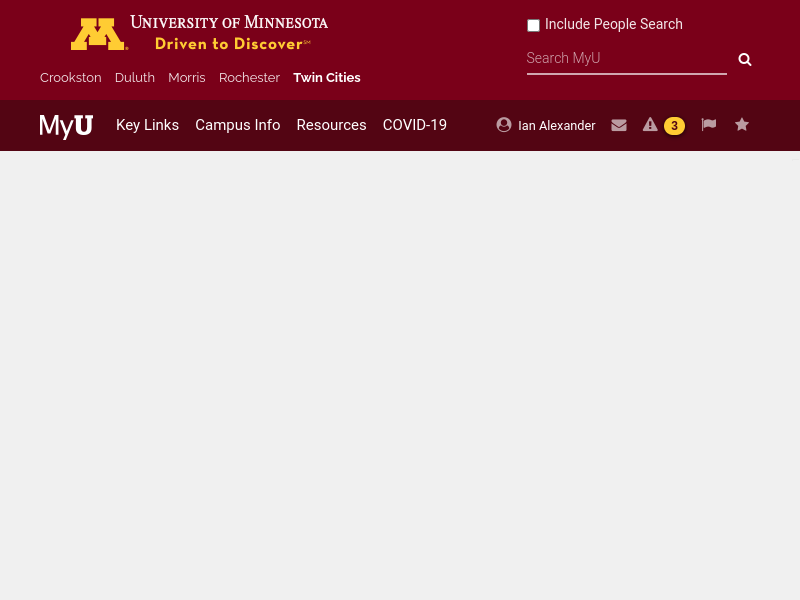 UNIVERSITY OF MINNESOTA
Driven to Discover℠
Include People Search
Search MyU
Crookston Duluth Morris Rochester Twin Cities
MyU Key Links Campus Info Resources COVID-19 Ian Alexander 3